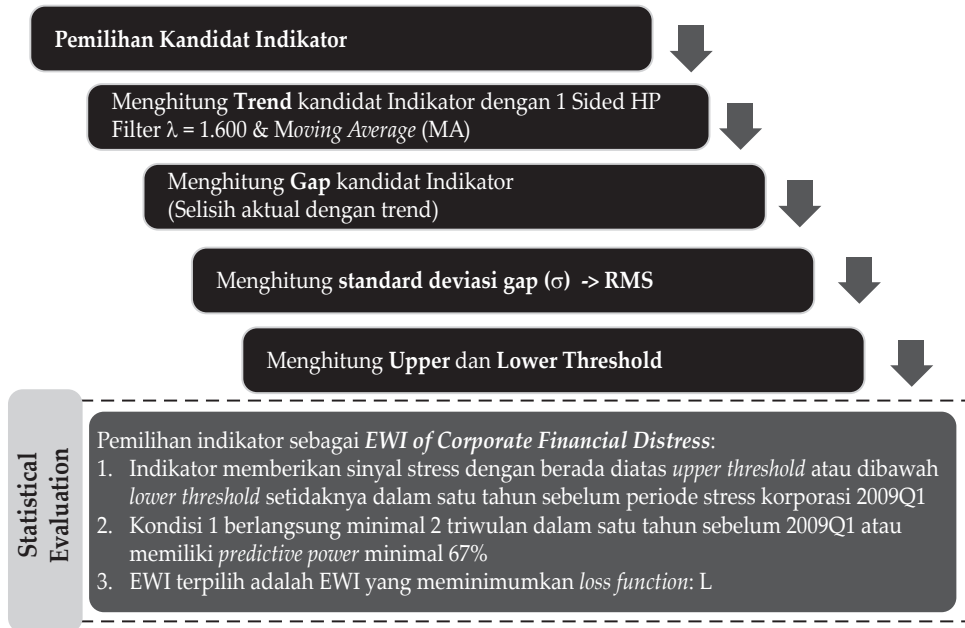 Pemilihan Kandidat Indikator
Menghitung Trend kandidat Indikator dengan 1 Sided HP
Filter λ = 1.600 & Moving Average (MA)
Menghitung Gap kandidat Indikator
(Selisih aktual dengan trend)
Menghitung standard deviasi gap (σ) -> RMS
Menghitung Upper dan Lower Threshold
Statistical
Evaluation
Pemilihan indikator sebagai EWI of Corporate Financial Distress:
1. Indikator memberikan sinyal stress dengan berada diatas upper threshold atau dibawah
lower threshold setidaknya dalam satu tahun sebelum periode stress korporasi 2009Q1
2. Kondisi 1 berlangsung minimal 2 triwulan dalam satu tahun sebelum 2009Q1 atau
memiliki predictive power minimal 67%
3. EWI terpilih adalah EWI yang meminimumkan loss function: L